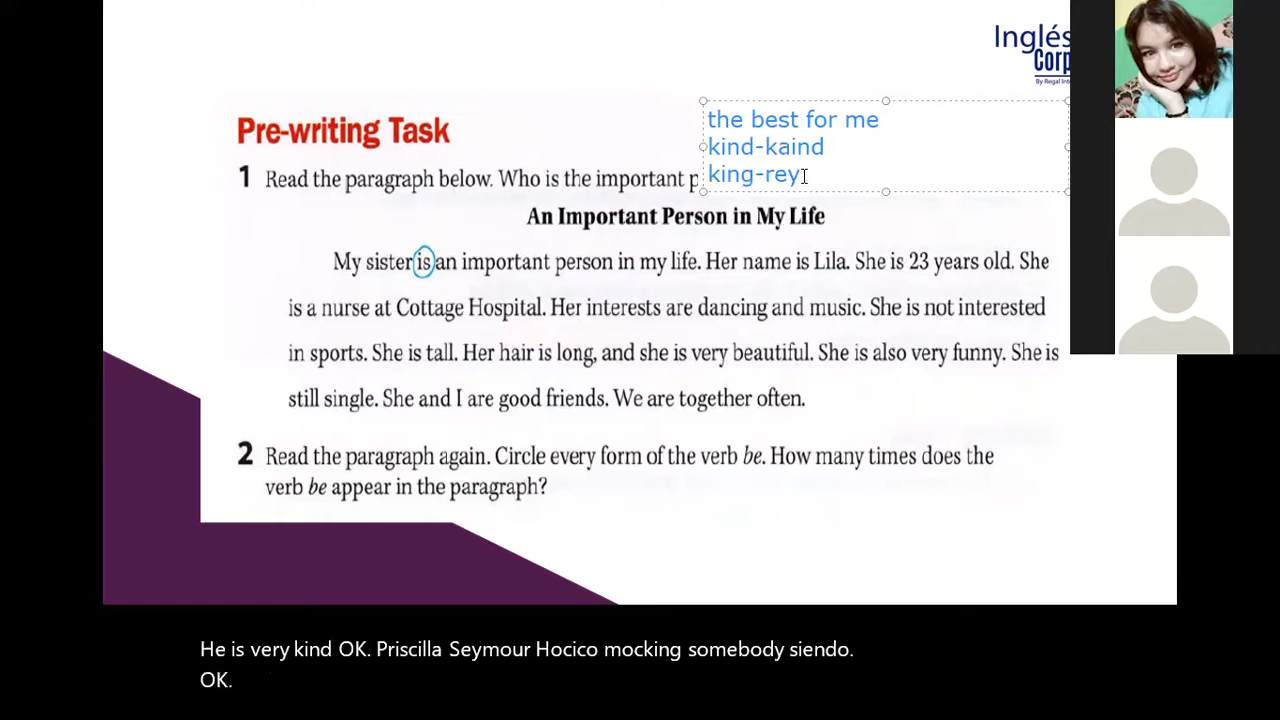 Inglés
Corp
By Regal Int
the best for me
kind-kaind
king-rey
Pre-writing Task
1 Read the paragraph below. Who is the important p
An Important Person in My Life
My sister is an important person in my life. Her name is Lila. She is 23 years old. She
is a nurse at Cottage Hospital. Her interests are dancing and music. She is not interested
in sports. She is tall. Her hair is long, and she is very beautiful. She is also very funny. She is
still single. She and I are good friends. We are together often.
2 Read the paragraph again. Circle every form of the verb be. How many times does the
verb be appear in the paragraph?
He is very kind OK. Priscilla Seymour Hocico mocking somebody siendo.
OK.